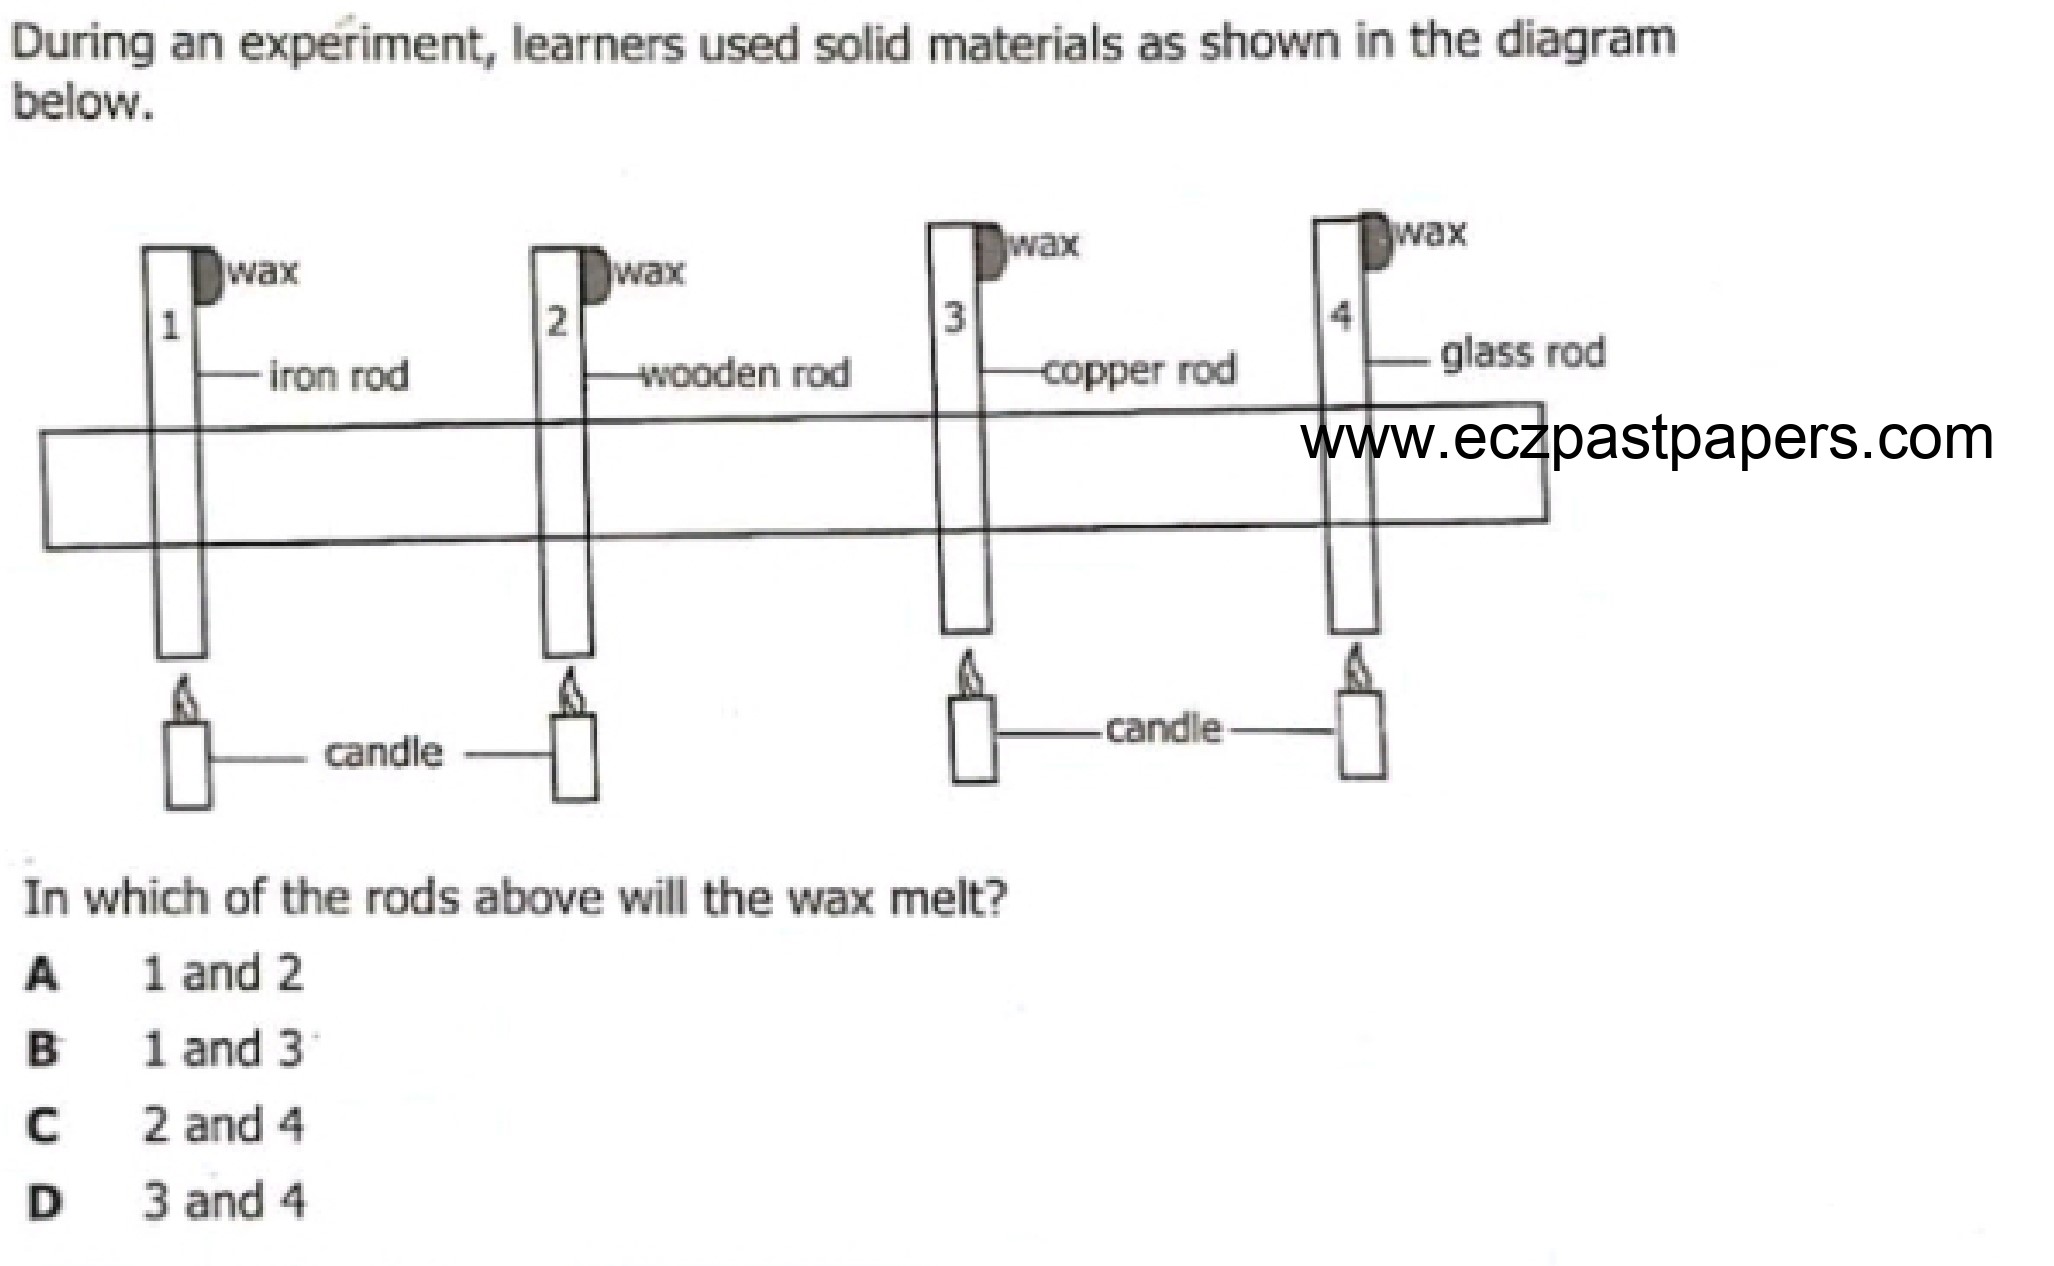 During an experiment, learners used solid materials as shown in the diagram
below.
wax
wax
wax
wax
1
2
3
4
iron rod
wooden rod
copper rod
glass rod
www.eczpastpapers.com
candle
candle
In which of the rods above will the wax melt?
A 1 and 2
B 1 and 3
C 2 and 4
D 3 and 4